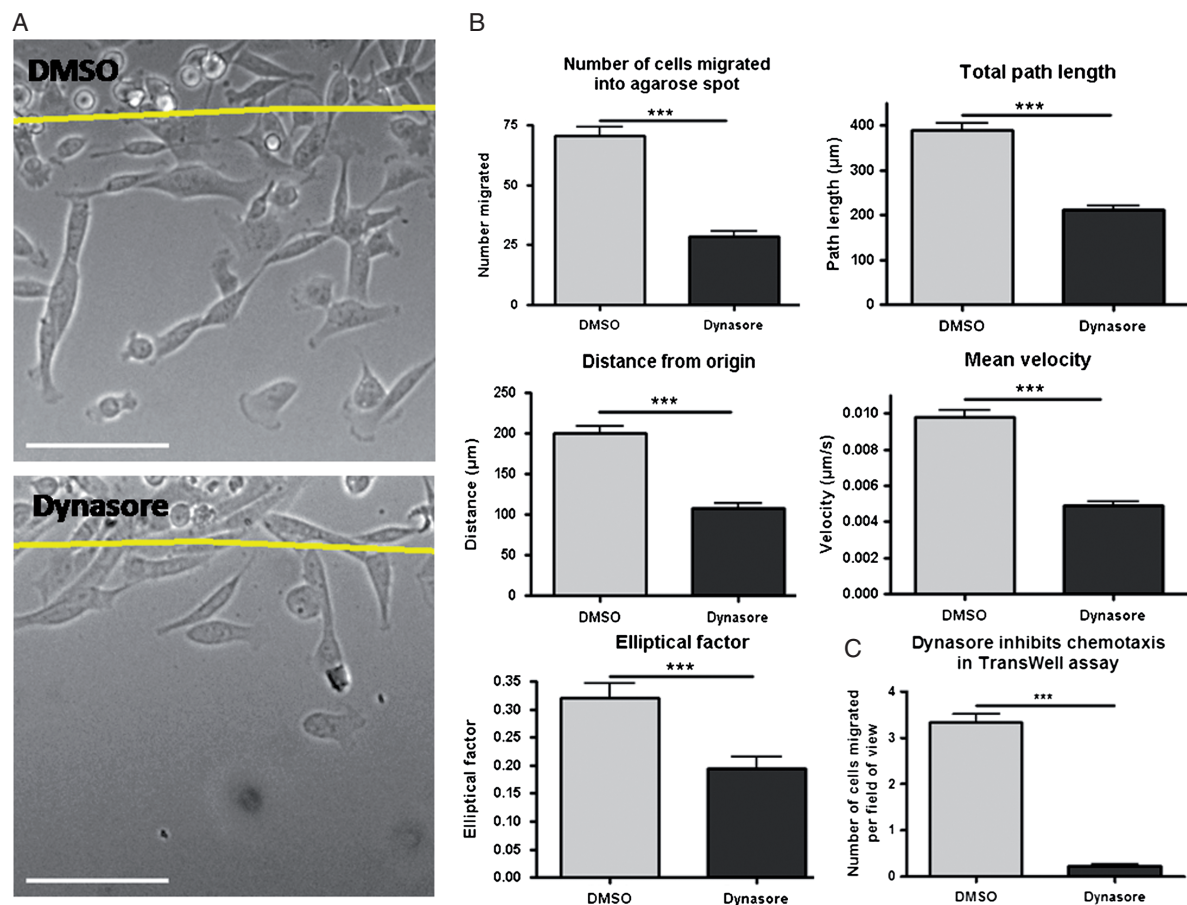 A
DMSO
Dynasore
B
Number of cells migrated
into agarose spot
***
Number migrated
75
50
25
0
DMSO
Dynasore
Total path length
***
Path length (µm)
400
300
200
100
0
DMSO
Dynasore
Distance from origin
***
Distance (µm)
250
200
150
100
50
0
DMSO
Dynasore
Mean velocity
***
Velocity (µm/s)
0.010
0.008
0.006
0.004
0.002
0.000
DMSO
Dynasore
Elliptical factor
***
Elliptical factor
0.35
0.30
0.25
0.20
0.15
0.10
0.05
0.00
DMSO
Dynasore
C
Dynasore inhibits chemotaxis
in TransWell assay
***
Number of cells migrated
per field of view
4
3
2
1
0
DMSO
Dynasore